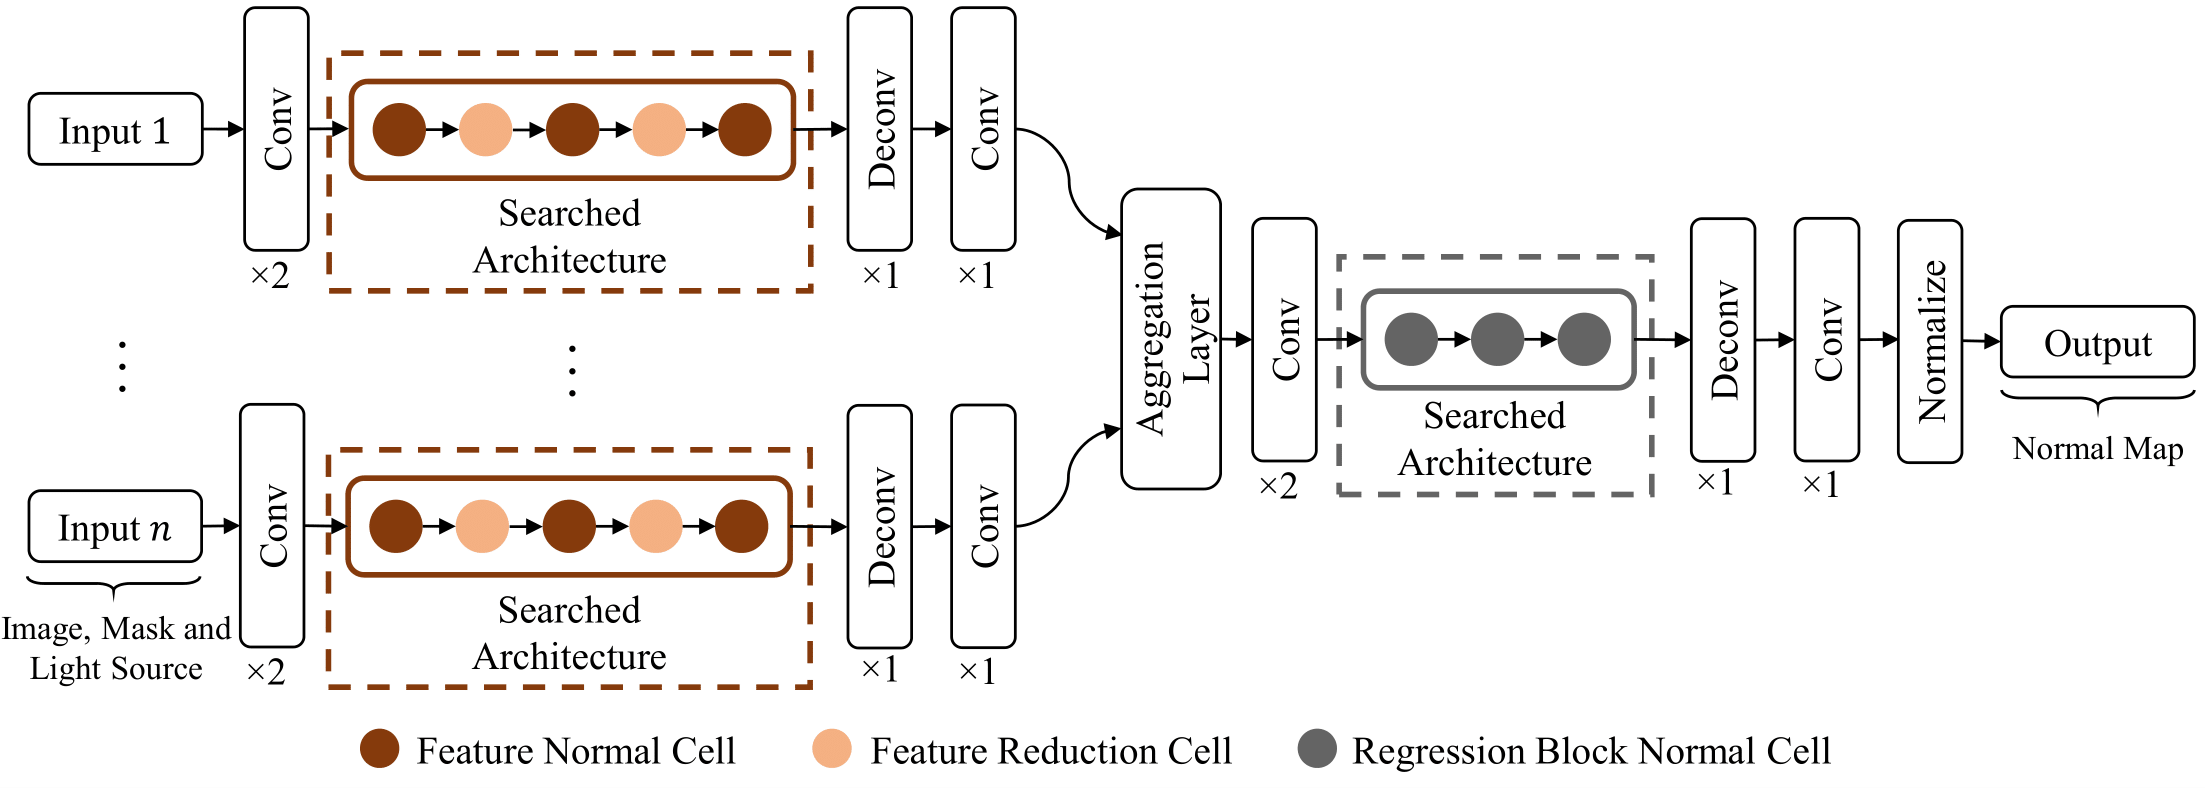 Input 1
Conv
×2
Searched
Architecture
Deconv
×1
Conv
×1
Input n
Image, Mask and
Light Source
Conv
×2
Searched
Architecture
Deconv
×1
Conv
×1
Aggregation
Layer
Conv
×2
Searched
Architecture
Deconv
×1
Conv
×1
Normalize
Output
Normal Map
Feature Normal Cell
Feature Reduction Cell
Regression Block Normal Cell